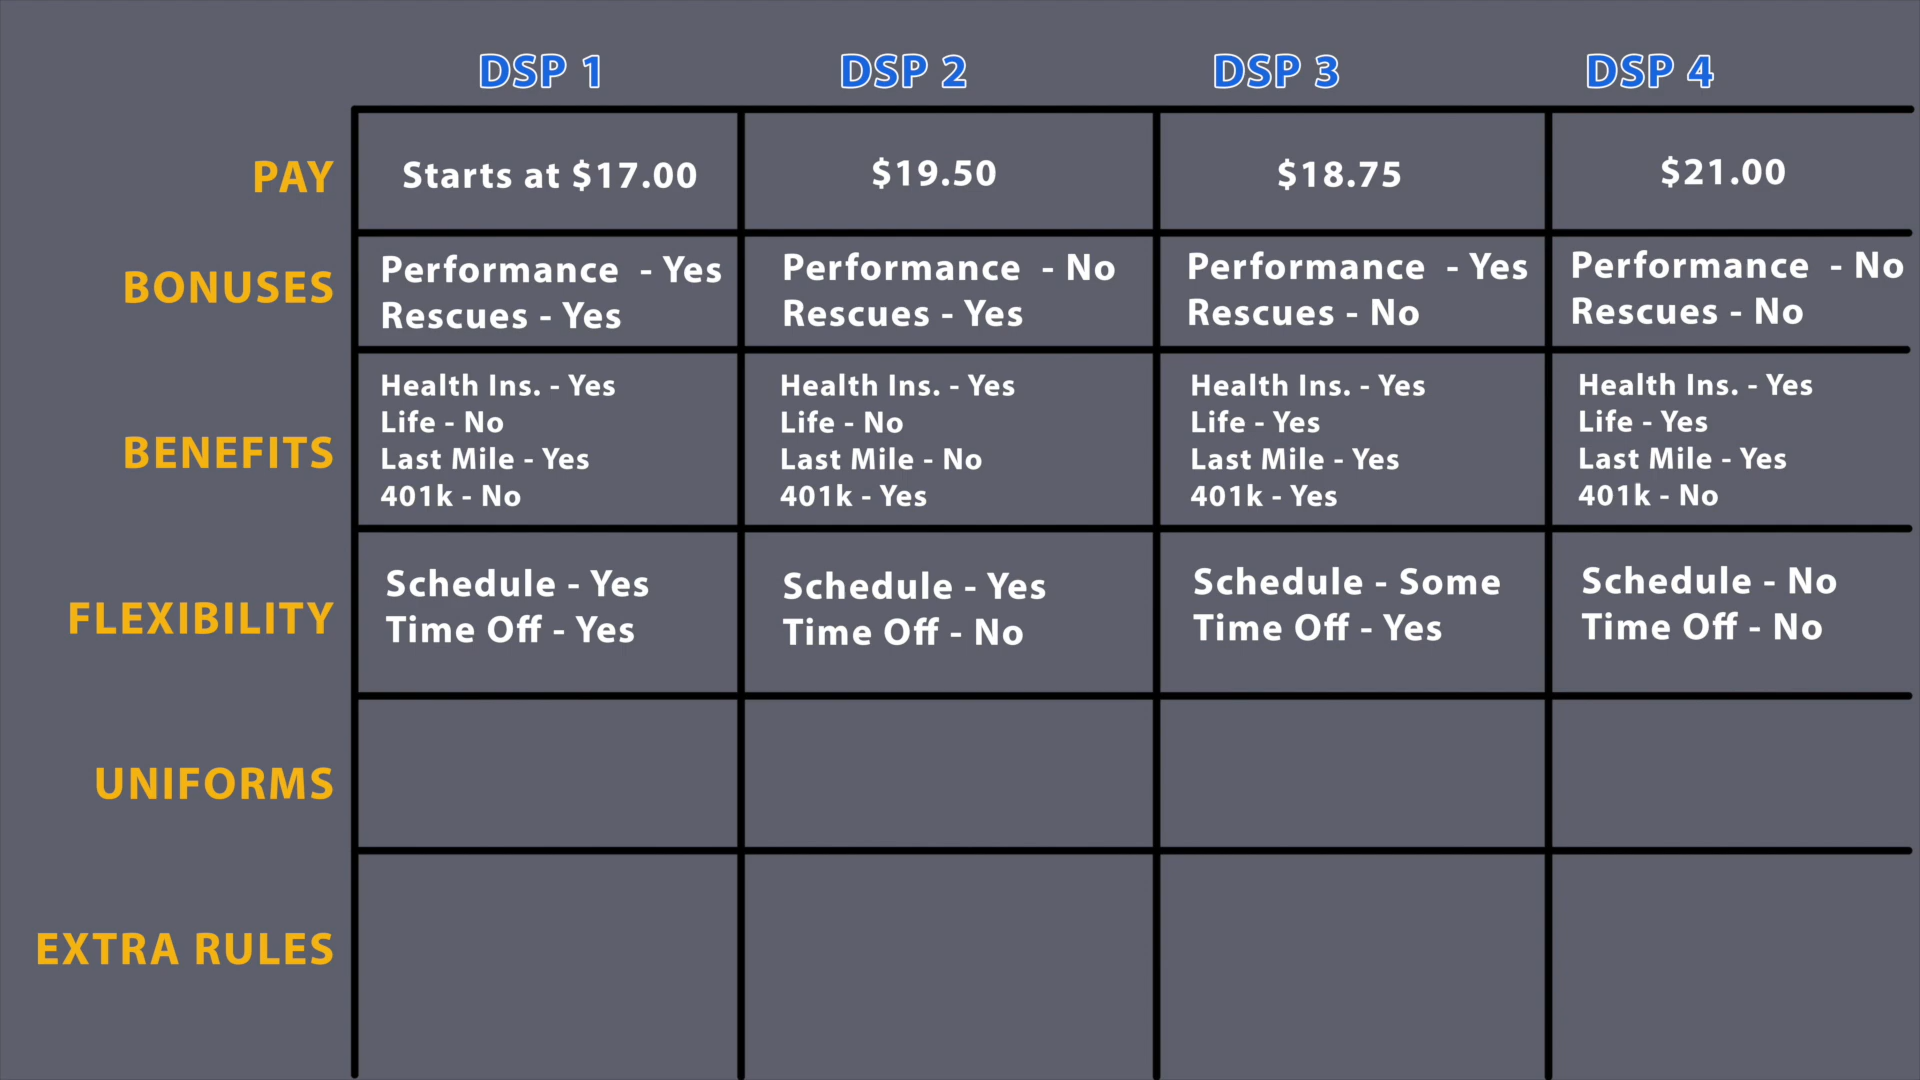 DSP 1 DSP 2 DSP 3 DSP 4
PAY Starts at $17.00 $19.50 $18.75 $21.00
BONUSES
Performance - Yes
Rescues - Yes
Performance - No
Rescues - Yes
Performance - Yes
Rescues - No
Performance - No
Rescues - No
BENEFITS
Health Ins. - Yes
Life - No
Last Mile - Yes
401k - No
Health Ins. - Yes
Life - No
Last Mile - No
401k - Yes
Health Ins. - Yes
Life - Yes
Last Mile - Yes
401k - Yes
Health Ins. - Yes
Life - Yes
Last Mile - Yes
401k - No
FLEXIBILITY
Schedule - Yes
Time Off - Yes
Schedule - Yes
Time Off - No
Schedule - Some
Time Off - Yes
Schedule - No
Time Off - No
UNIFORMS
EXTRA RULES